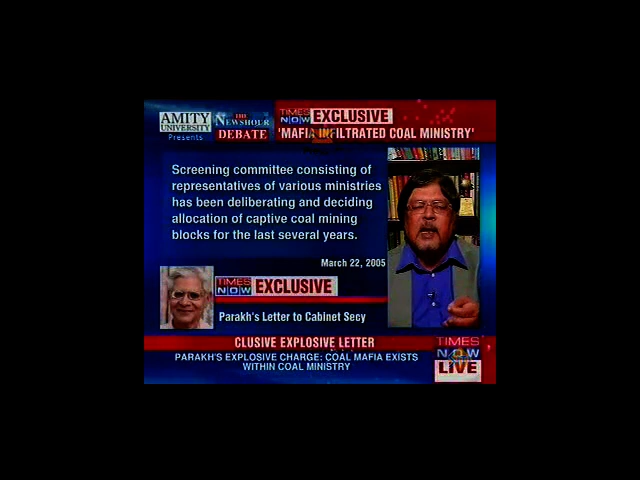 AMITY
UNIVERSITY
Presents
THE
NEWSHOUR
DEBATE
TIMES
NOW
EXCLUSIVE
'MAFIA INFILTRATED COAL MINISTRY'
Screening committee consisting of
representatives of various ministries
has been deliberating and deciding
allocation of captive coal mining
blocks for the last several years.
March 22, 2005
TIMES
NOW
EXCLUSIVE
Parakh's Letter to Cabinet Secy
CLUSIVE EXPLOSIVE LETTER
PARAKH'S EXPLOSIVE CHARGE: COAL MAFIA EXISTS
WITHIN COAL MINISTRY
TIMES
NOW
LIVE